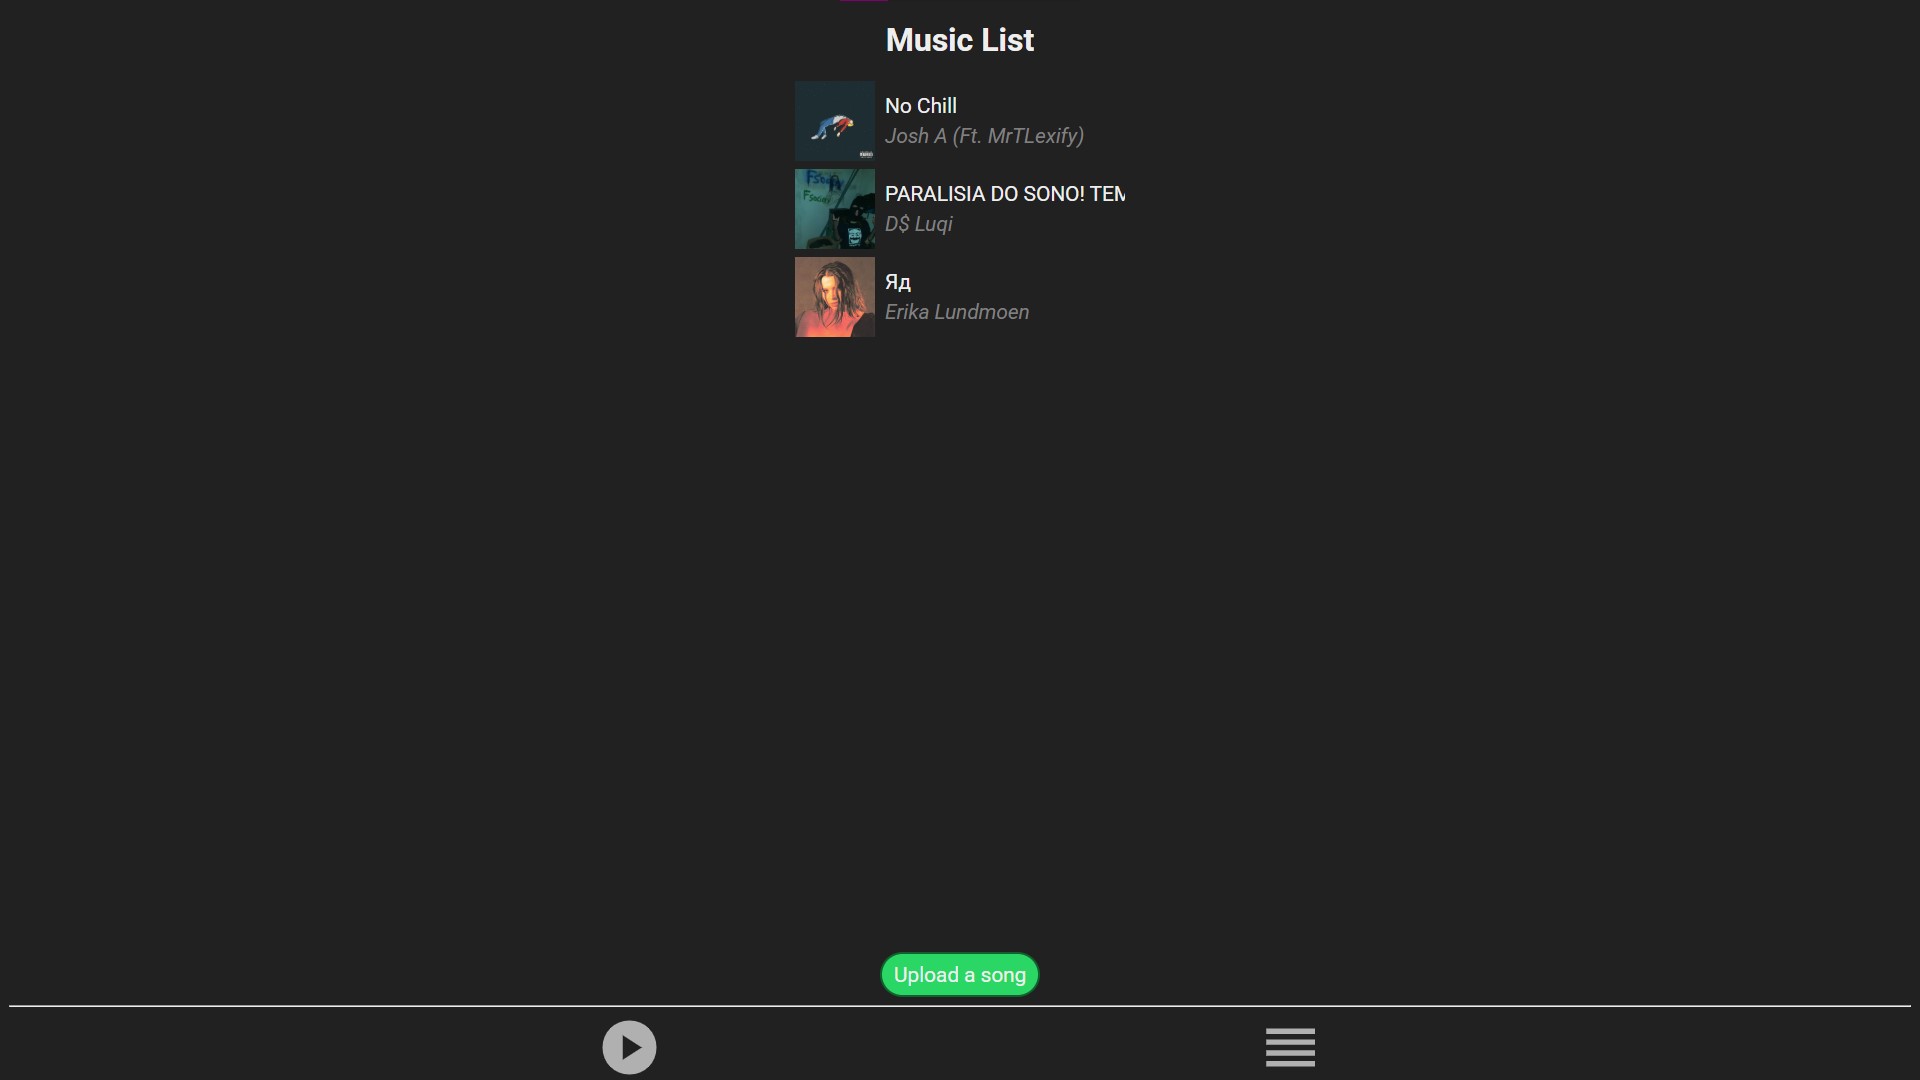 Music List
No Chill
Josh A (Ft. MrTLexify)
PARALISIA DO SONO! TEM
D$ Luqi
Яд
Erika Lundmoen
Upload a song